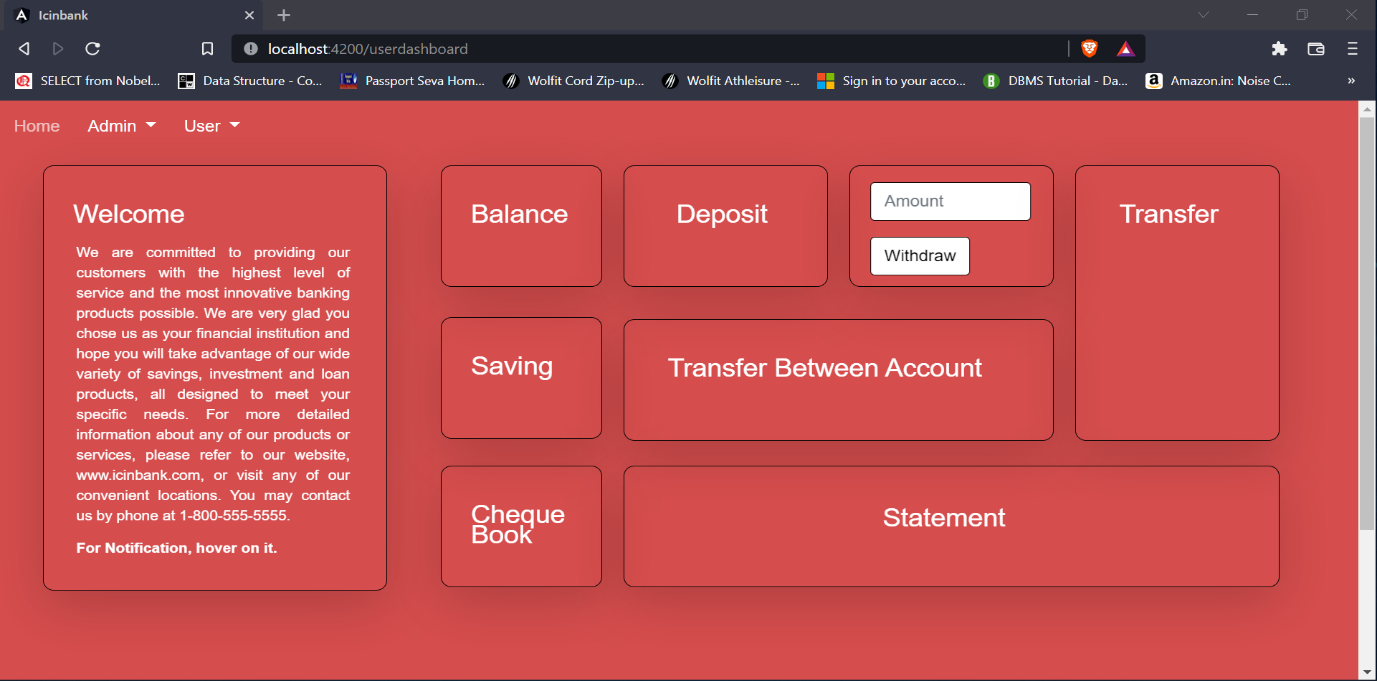 Icinbank
localhost:4200/userdashboard
SELECT from Nobel...
Data Structure - Co...
Passport Seva Hom...
Wolfit Cord Zip-up...
Wolfit Athleisure -...
Sign in to your acco...
DBMS Tutorial - Da...
Amazon.in: Noise C...
»
Home
Admin
User
Welcome
We are committed to providing our
customers with the highest level of
service and the most innovative banking
products possible. We are very glad you
chose us as your financial institution and
hope you will take advantage of our wide
variety of savings, investment and loan
products, all designed to meet your
specific needs. For more detailed
information about any of our products or
services, please refer to our website,
www.icinbank.com, or visit any of our
convenient locations. You may contact
us by phone at 1-800-555-5555.
For Notification, hover on it.
Balance
Deposit
Amount
Withdraw
Transfer
Saving
Transfer Between Account
Cheque
Book
Statement